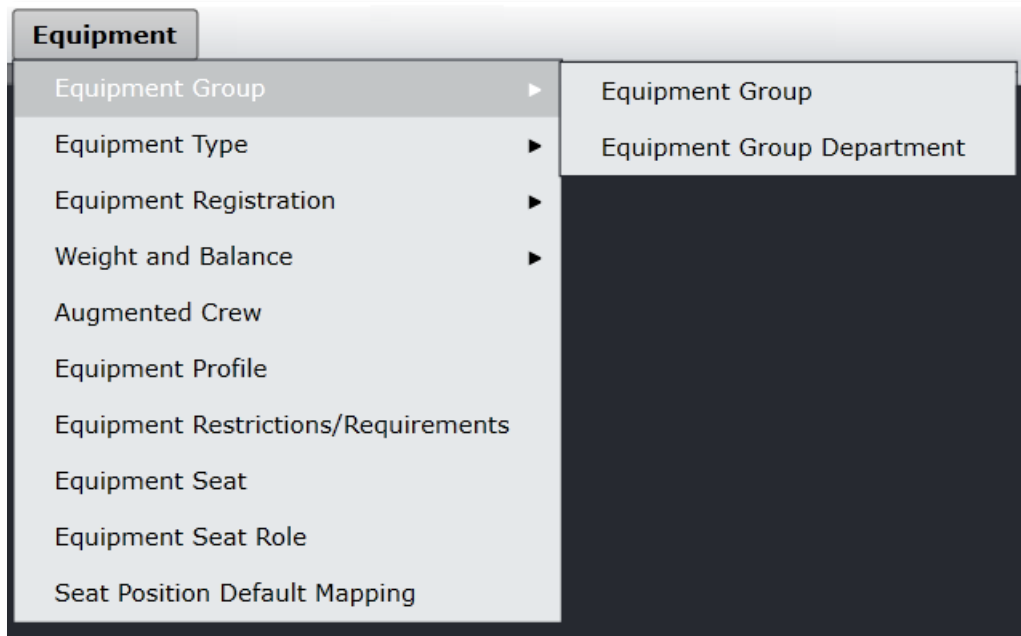 Equipment
Equipment Group
Equipment Type
Equipment Registration
Weight and Balance
Augmented Crew
Equipment Profile
Equipment Restrictions/Requirements
Equipment Seat
Equipment Seat Role
Seat Position Default Mapping
Equipment Group
Equipment Group Department